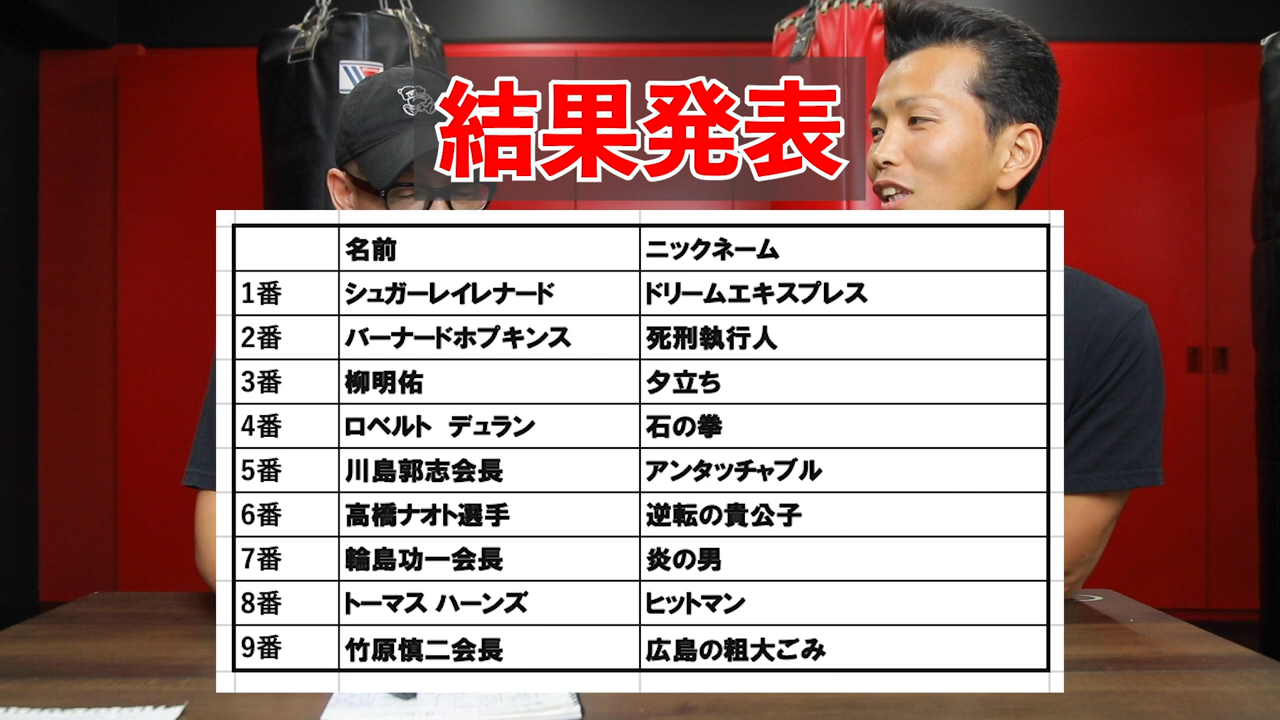 結果発表
名前 ニックネーム
1番 シュガーレイレナード ドリームエキスプレス
2番 バーナードホプキンス 死刑執行人
3番 柳明佑 夕立ち
4番 ロベルト デュラン 石の拳
5番 川島郭志会長 アンタッチャブル
6番 高橋ナオト選手 逆転の貴公子
7番 輪島功一会長 炎の男
8番 トーマス ハーンズ ヒットマン
9番 竹原慎二会長 広島の粗大ごみ